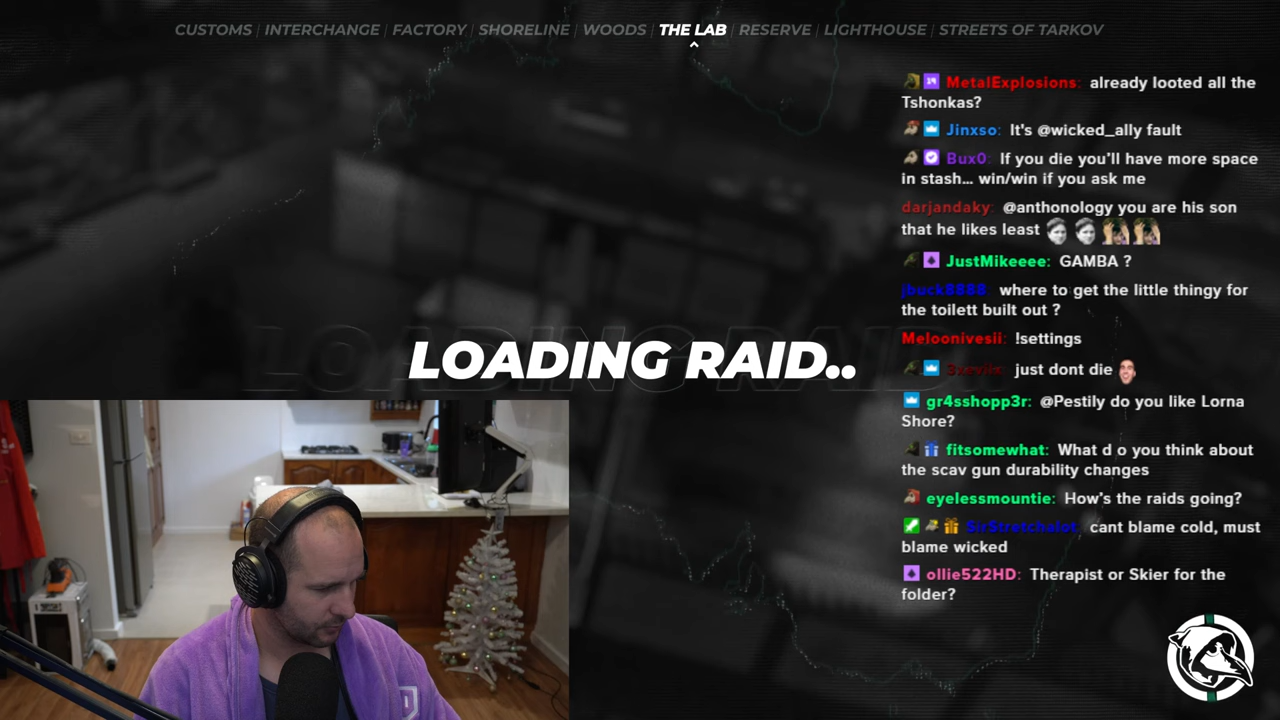 CUSTOMS / INTERCHANGE / FACTORY / SHORELINE / WOODS / THE LAB / RESERVE / LIGHTHOUSE / STREETS OF TARKOV
MetalExplosions: already looted all the
Tshonkas?
Jinxso: It's @wicked_ally fault
Bux0: If you die you'll have more space
in stash... win/win if you ask me
darjandaky: @anthonology you are his son
that he likes least
JustMikeeee: GAMBA ?
jbuck8888: where to get the little thingy for
the toilett built out ?
Meloonivesii: !settings
just dont die
gr4sshopp3r: @Pestily do you like Lorna
Shore?
fitsomewhat: What d o you think about
the scav gun durability changes
eyelessmountie: How's the raids going?
SirStretchalot: cant blame cold, must
blame wicked
ollie522HD: Therapist or Skier for the
folder?
LOADING RAID..